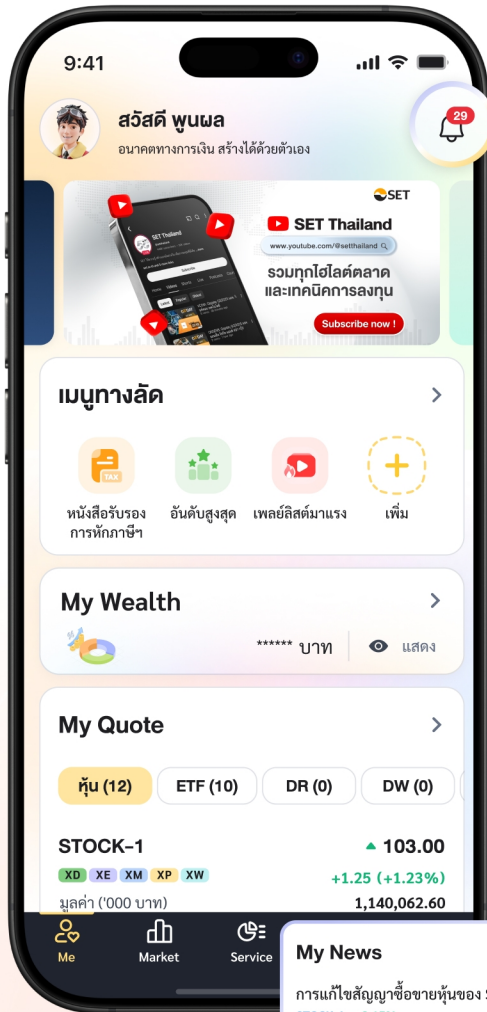 9:41
29
สวัสดี พูนผล
อนาคตทางการเงิน สร้างได้ด้วยตัวเอง
SET
SET Thailand
www.youtube.com/@setthailand
รวมทุกไฮไลต์ตลาด
และเทคนิคการลงทุน
Subscribe now !
SET Thailand
เมนูทางลัด
TAX
หนังสือรับรอง
การหักภาษีฯ
อันดับสูงสุด
เพลย์ลิสต์มาแรง
เพิ่ม
My Wealth
****** บาท
แสดง
My Quote
หุ้น (12)
ETF (10)
DR (0)
DW (0)
STOCK-1
103.00
XD XE XM XP XW
+1.25 (+1.23%)
มูลค่า ('000 บาท)
1,140,062.60
Me
Market
Service
My News
การแก้ไขสัญญาซื้อขายหุ้นของ